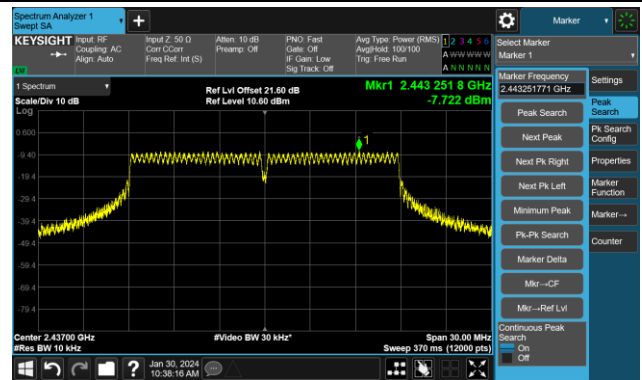 Spectrum Analyzer 1
Swept SA
Marker
KEYSIGHT Input: RF
Coupling: AC
Align: Auto
Input Z: 50 Ω
Corr CCorr
Freq Ref: Int (S)
Atten: 10 dB
Preamp: Off
PNO: Fast
Gate: Off
IF Gain: Low
Sig Track: Off
Avg Type: Power (RMS)
Avg|Hold: 100/100
Trig: Free Run
1 2 3 4 5 6
A W W W W W
A N N N N N
LW
Select Marker
Marker 1
1 Spectrum
Scale/Div 10 dB
Log
Ref Lvl Offset 21.60 dB
Ref Level 10.60 dBm
Mkr1 2.443 251 8 GHz
-7.722 dBm
1
0.600
-9.40
-19.4
-29.4
-39.4
-49.4
-59.4
-69.4
-79.4
Center 2.43700 GHz
#Res BW 10 kHz
#Video BW 30 kHz*
Span 30.00 MHz
Sweep 370 ms (12000 pts)
Marker Frequency
2.443251771 GHz
Peak Search
Next Peak
Next Pk Right
Next Pk Left
Minimum Peak
Pk-Pk Search
Marker Delta
Mkr→CF
Mkr→Ref Lvl
Continuous Peak
Search
On
Off
Settings
Peak
Search
Pk Search
Config
Properties
Marker
Function
Marker→
Counter
?
Jan 30, 2024
10:38:16 AM